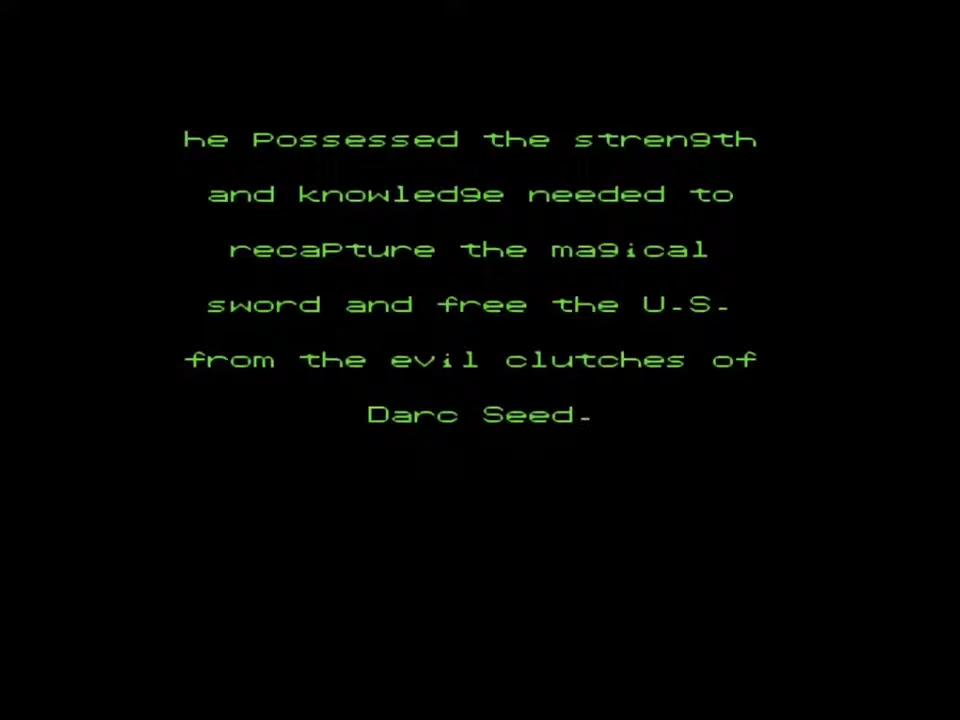 he possessed the strength
and knowledge needed to
recapture the magical
sword and free the U.S.
from the evil clutches of
Darc Seed.